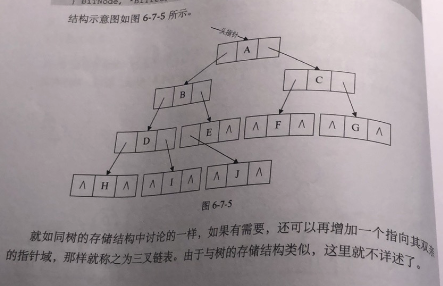 结构示意图如图 6-7-5 所示。
头指针
A
B
C
D
E ∧
∧ F ∧
∧ G ∧
∧ H ∧
∧ I ∧
∧ J ∧
图 6-7-5
就如同树的存储结构中讨论的一样，如果有需要，还可以再增加一个指向其双亲
的指针域，那样就称之为三叉链表。由于与树的存储结构类似，这里就不详述了。